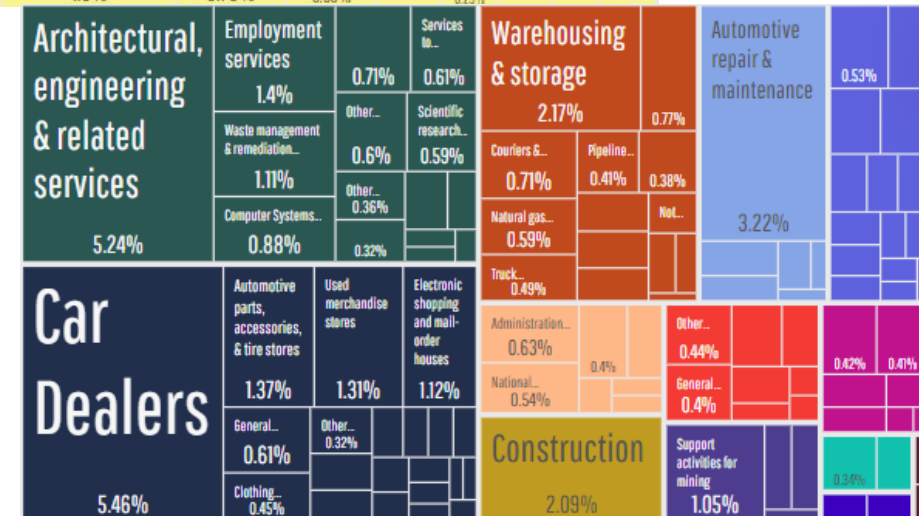 Architectural,
engineering
& related
services
5.24%
Employment
services
1.4%
Waste management
& remediation...
1.11%
Computer Systems...
0.88%
0.71%
Services
to...
0.61%
Other...
0.6%
Scientific
research...
0.59%
Other...
0.36%
0.32%
Warehousing
& storage
2.17%
0.77%
Couriers &...
0.71%
Pipeline...
0.41%
0.38%
Natural gas...
0.59%
Not...
Truck...
0.49%
Automotive
repair &
maintenance
3.22%
0.53%
Car
Dealers
5.46%
Automotive
parts,
accessories,
& tire stores
1.37%
Used
merchandise
stores
1.31%
Electronic
shopping
and mail-
order
houses
1.12%
General...
0.61%
Other...
0.32%
Clothing...
0.45%
Administration...
0.63%
0.4%
National...
0.54%
Other...
0.44%
General...
0.4%
0.42%
0.41%
Construction
2.09%
Support
activities for
mining
1.05%
0.34%